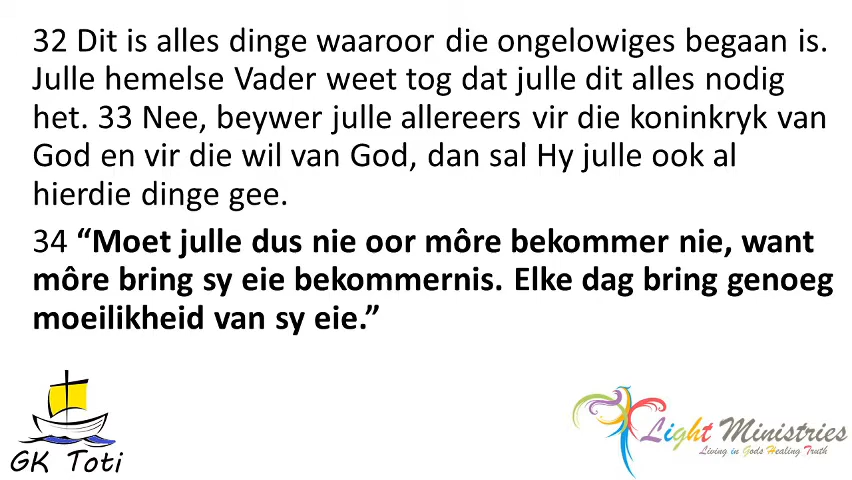 32 Dit is alles dinge waaroor die ongelowiges begaan is.
Julle hemelse Vader weet tog dat julle dit alles nodig
het. 33 Nee, beywer julle allereers vir die koninkryk van
God en vir die wil van God, dan sal Hy julle ook al
hierdie dinge gee.
34 “Moet julle dus nie oor môre bekommer nie, want
môre bring sy eie bekommernis. Elke dag bring genoeg
moeilikheid van sy eie.”
GK Toti
Light Ministries
Living in Gods Healing Truth